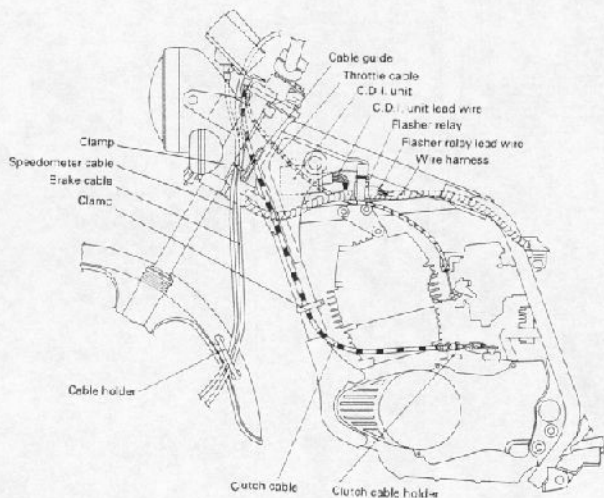 Cable guide
Throttle cable
C.D.I. unit
C.D.I. unit lead wire
Flasher relay
Flasher relay lead wire
Wire harness
Clamp
Speedometer cable
Brake cable
Clamp
Cable holder
Clutch cable
Clutch cable holder